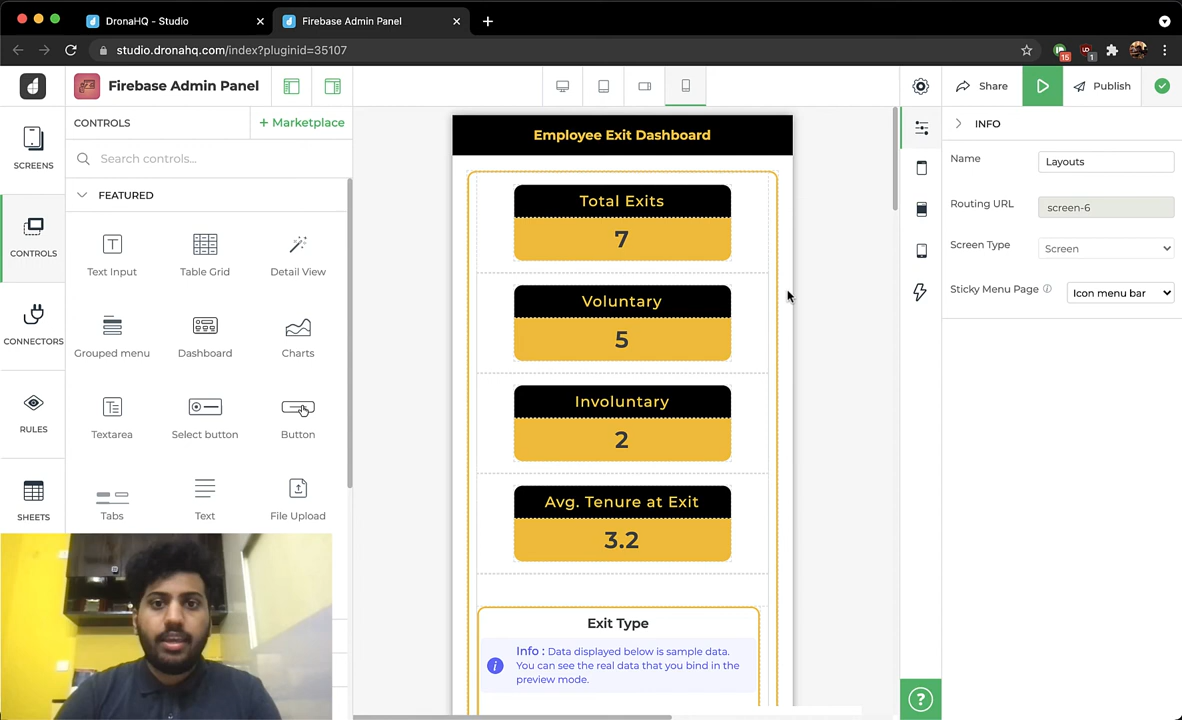 DronaHQ - Studio
Firebase Admin Panel
studio.dronahq.com/index?pluginid=35107
15
1
Firebase Admin Panel
Share
Publish
SCREENS
CONTROLS
CONNECTORS
RULES
SHEETS
CONTROLS
+ Marketplace
Search controls...
FEATURED
Text Input
Table Grid
Detail View
Grouped menu
Dashboard
Charts
Textarea
Select button
Button
Tabs
Text
File Upload
Employee Exit Dashboard
Total Exits
7
Voluntary
5
Involuntary
2
Avg. Tenure at Exit
3.2
Exit Type
Info : Data displayed below is sample data.
You can see the real data that you bind in the
preview mode.
INFO
Name
Layouts
Routing URL
screen-6
Screen Type
Screen
Sticky Menu Page
Icon menu bar